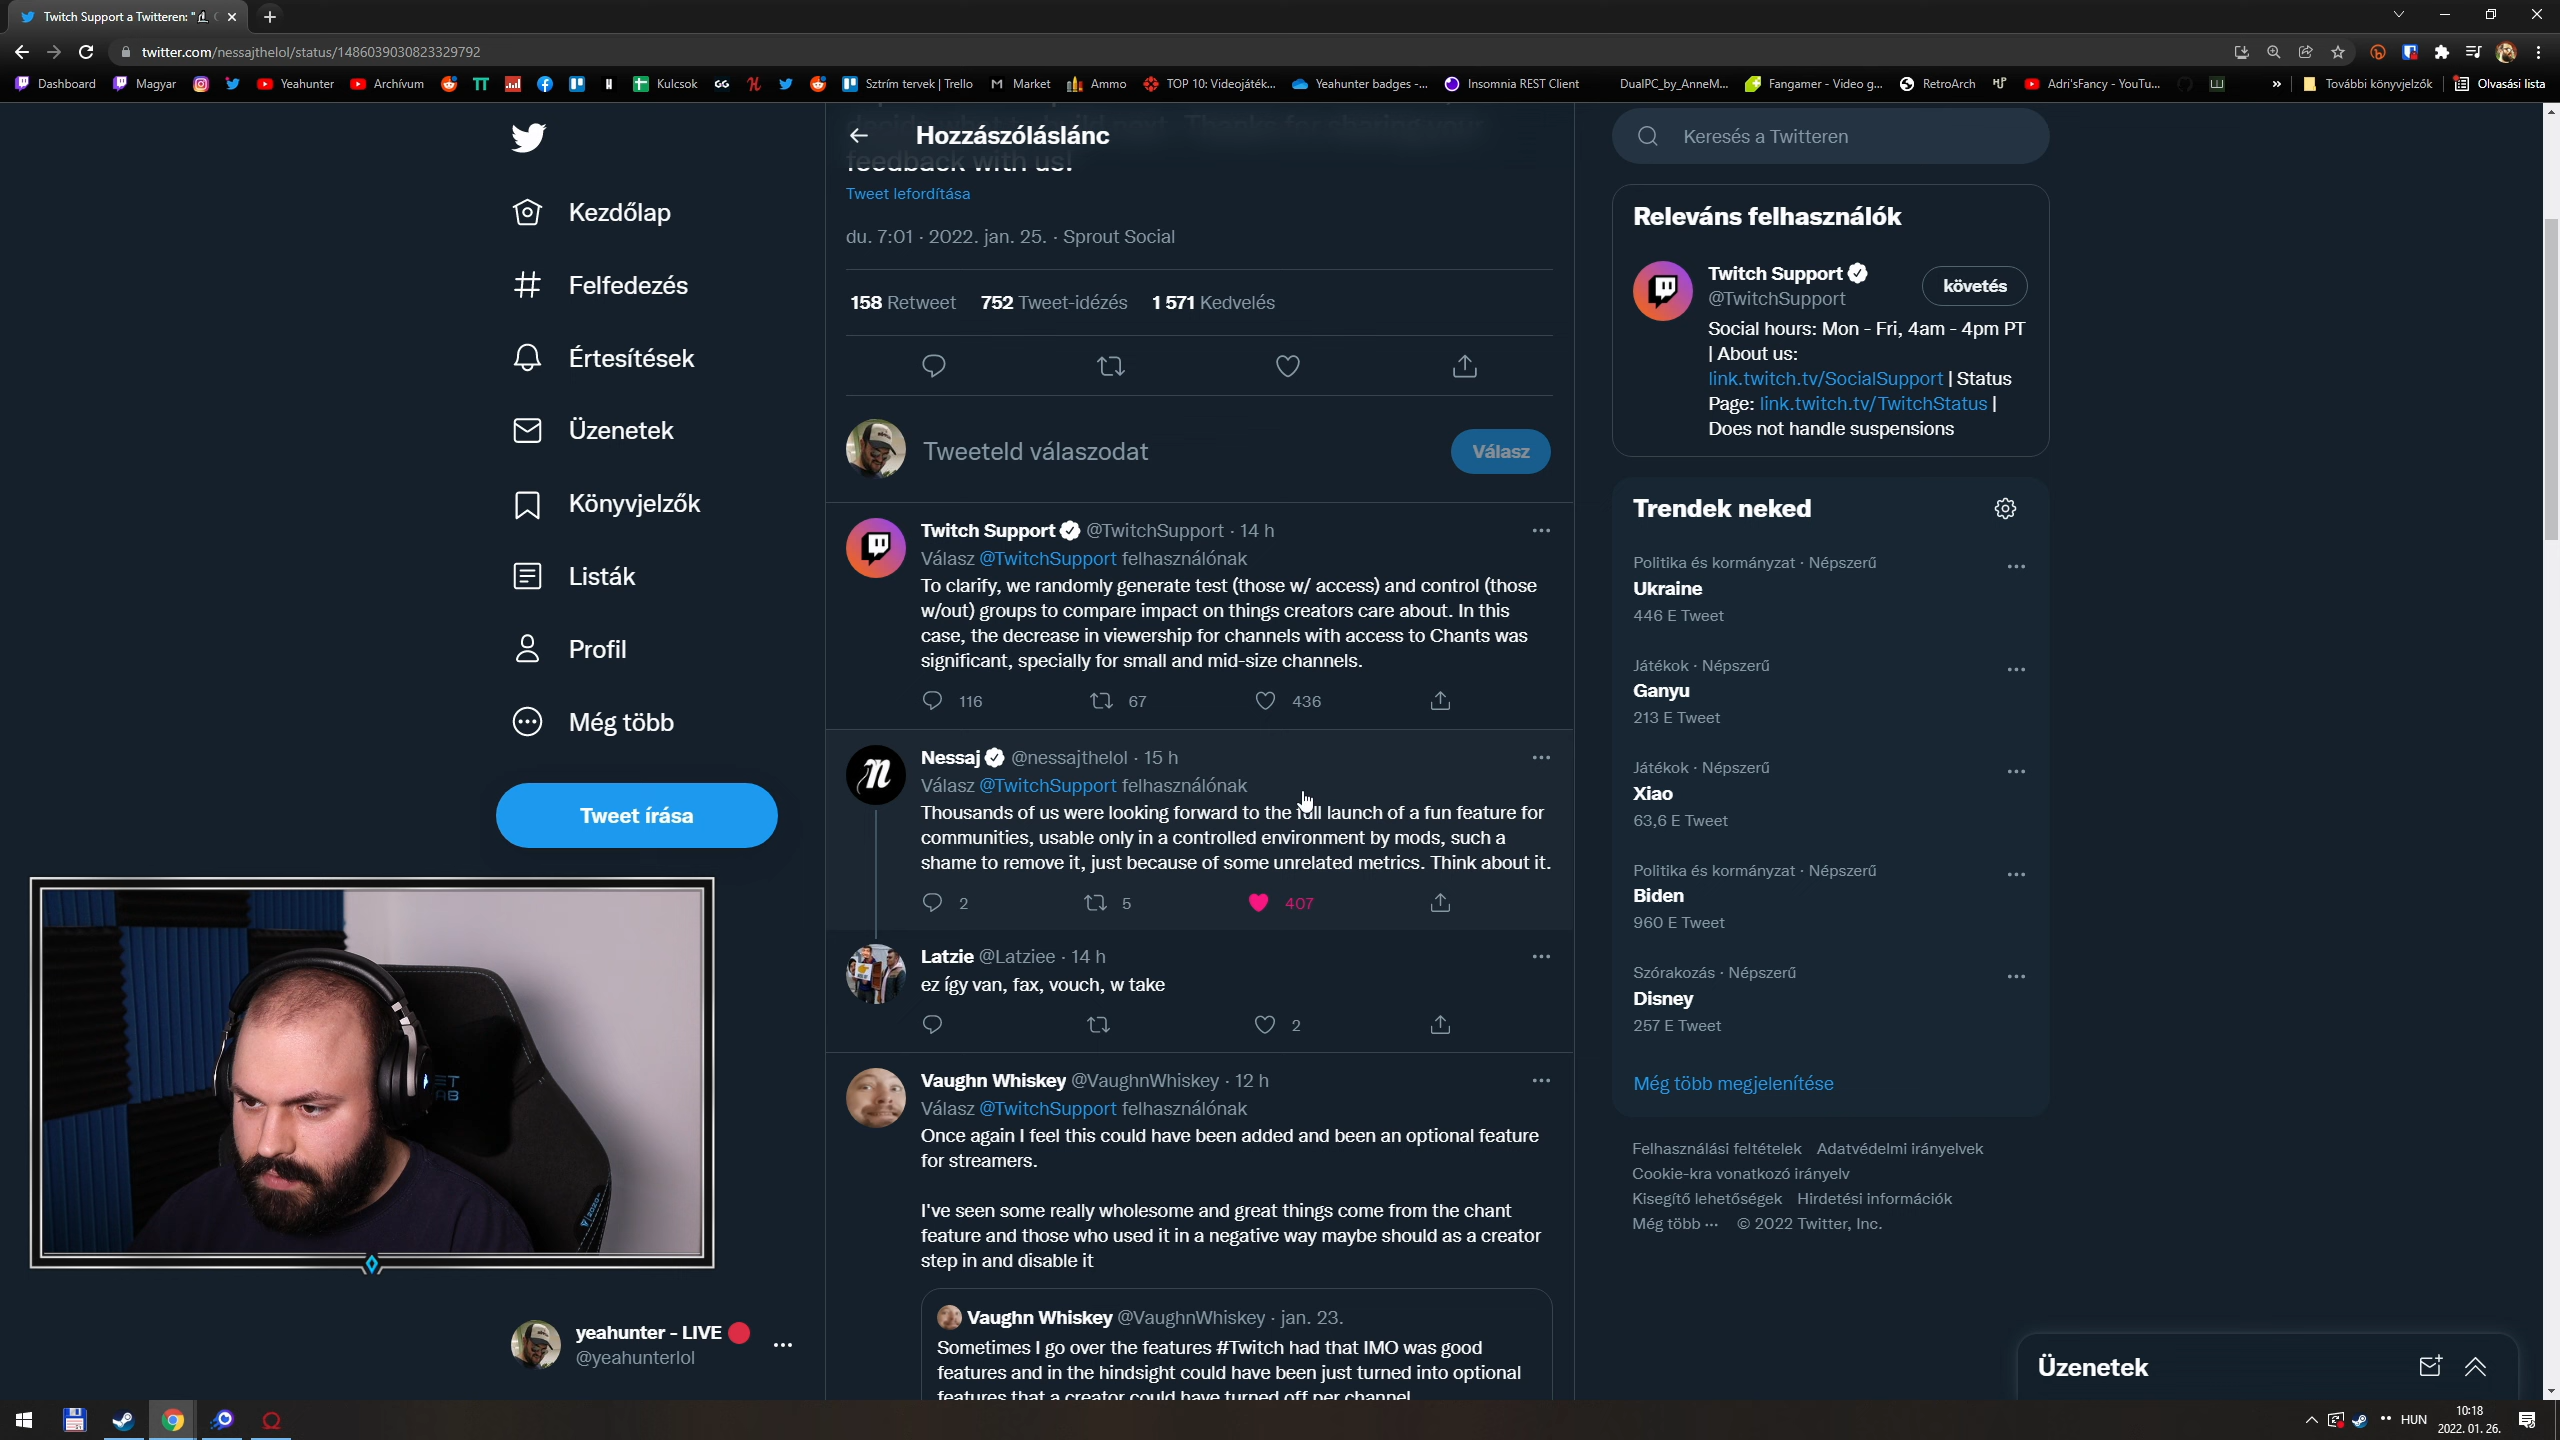 Twitch Support a Twitteren: "
twitter.com/nessajthelol/status/1486039030823329792
Dashboard
Magyar
Yeahunter
Archívum
Kulcsok
Sztrím tervek | Trello
Market
Ammo
TOP 10: Videojáték...
Yeahunter badges -...
Insomnia REST Client
DualPC_by_AnneM...
Fangamer - Video g...
RetroArch
Adri'sFancy - YouTu...
»
További könyvjelzők
Olvasási lista
Kezdőlap
Felfedezés
Értesítések
Üzenetek
Könyvjelzők
Listák
Profil
Még több
Tweet írása
yeahunter - LIVE
@yeahunterlol
Hozzászóláslánc
feedback with us!
Tweet lefordítása
du. 7:01 · 2022. jan. 25. · Sprout Social
158 Retweet 752 Tweet-idézés 1 571 Kedvelés
Tweeteld válaszodat
Válasz
Twitch Support @TwitchSupport · 14 h
Válasz @TwitchSupport felhasználónak
To clarify, we randomly generate test (those w/ access) and control (those
w/out) groups to compare impact on things creators care about. In this
case, the decrease in viewership for channels with access to Chants was
significant, specially for small and mid-size channels.
116 67 436
Nessaj @nessajthelol · 15 h
Válasz @TwitchSupport felhasználónak
Thousands of us were looking forward to the full launch of a fun feature for
communities, usable only in a controlled environment by mods, such a
shame to remove it, just because of some unrelated metrics. Think about it.
2 5 407
Latzie @Latziee · 14 h
ez így van, fax, vouch, w take
2
Vaughn Whiskey @VaughnWhiskey · 12 h
Válasz @TwitchSupport felhasználónak
Once again I feel this could have been added and been an optional feature
for streamers.
I've seen some really wholesome and great things come from the chant
feature and those who used it in a negative way maybe should as a creator
step in and disable it
Vaughn Whiskey @VaughnWhiskey · jan. 23.
Sometimes I go over the features #Twitch had that IMO was good
features and in the hindsight could have been just turned into optional
features that a creator could have turned off per channel
Keresés a Twitteren
Releváns felhasználók
Twitch Support
@TwitchSupport
követés
Social hours: Mon - Fri, 4am - 4pm PT
| About us:
link.twitch.tv/SocialSupport | Status
Page: link.twitch.tv/TwitchStatus |
Does not handle suspensions
Trendek neked
Politika és kormányzat · Népszerű
Ukraine
446 E Tweet
Játékok · Népszerű
Ganyu
213 E Tweet
Játékok · Népszerű
Xiao
63,6 E Tweet
Politika és kormányzat · Népszerű
Biden
960 E Tweet
Szórakozás · Népszerű
Disney
257 E Tweet
Még több megjelenítése
Felhasználási feltételek Adatvédelmi irányelvek
Cookie-kra vonatkozó irányelv
Kisegítő lehetőségek Hirdetési információk
Még több ··· © 2022 Twitter, Inc.
Üzenetek
HUN
10:18
2022. 01. 26.